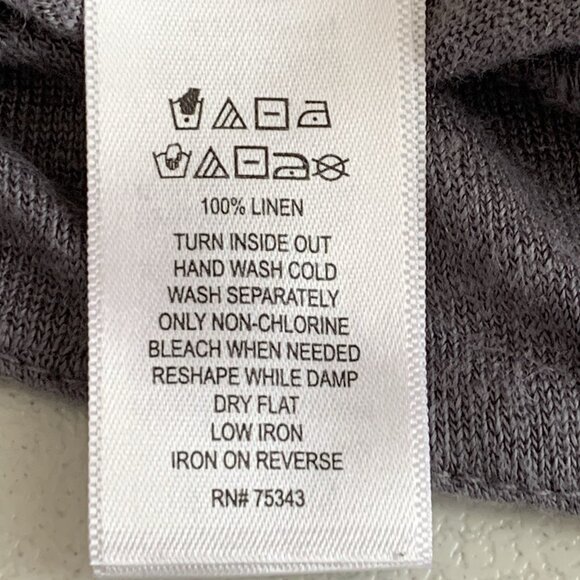 100% LINEN
TURN INSIDE OUT
HAND WASH COLD
WASH SEPARATELY
ONLY NON-CHLORINE
BLEACH WHEN NEEDED
RESHAPE WHILE DAMP
DRY FLAT
LOW IRON
IRON ON REVERSE
RN# 75343